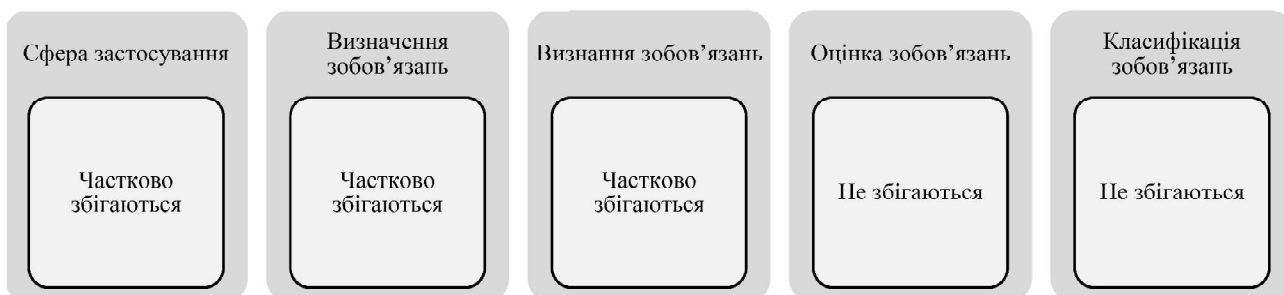 Сфера застосування
Частково
збігаються
Визначення
зобов’язань
Частково
збігаються
Визнання зобов’язань
Частково
збігаються
Оцінка зобов’язань
Не збігаються
Класифікація
зобов’язань
Не збігаються